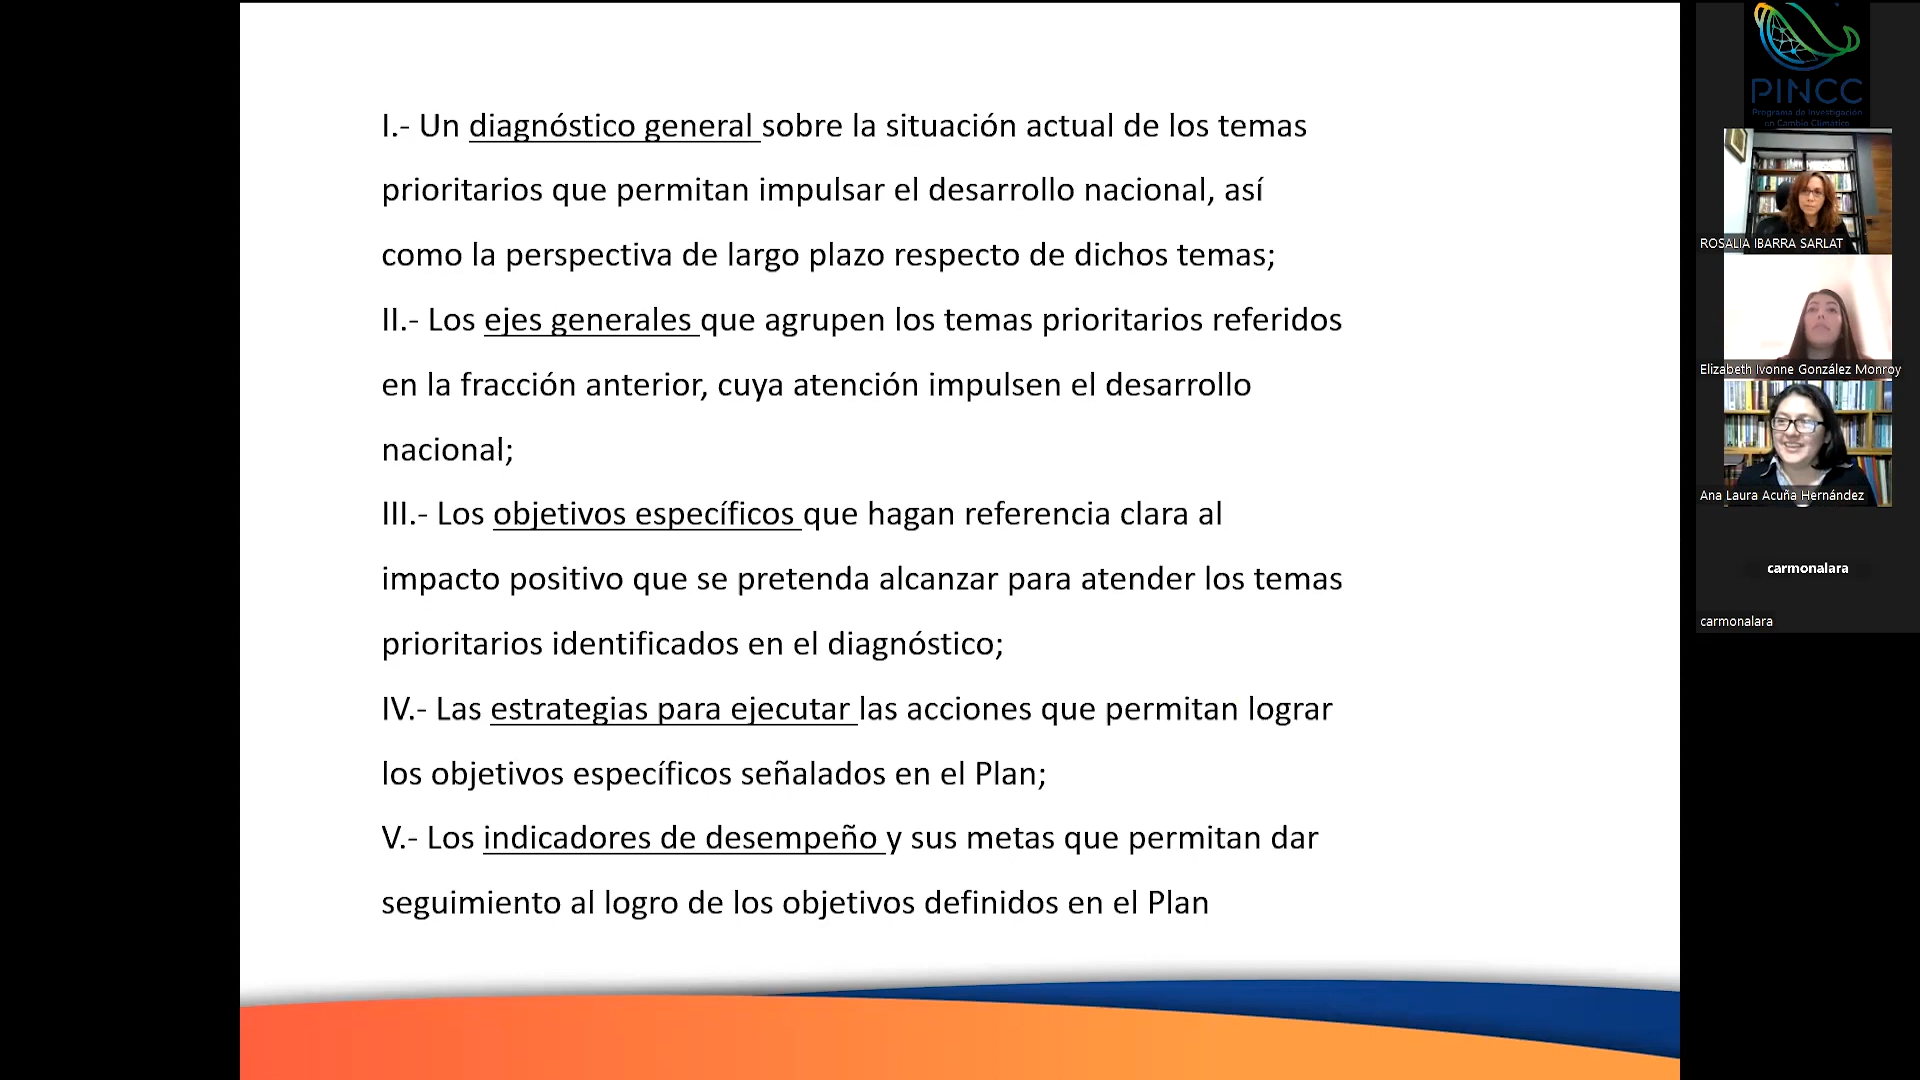 I.- Un diagnóstico general sobre la situación actual de los temas
prioritarios que permitan impulsar el desarrollo nacional, así
como la perspectiva de largo plazo respecto de dichos temas;
II.- Los ejes generales que agrupen los temas prioritarios referidos
en la fracción anterior, cuya atención impulsen el desarrollo
nacional;
III.- Los objetivos específicos que hagan referencia clara al
impacto positivo que se pretenda alcanzar para atender los temas
prioritarios identificados en el diagnóstico;
IV.- Las estrategias para ejecutar las acciones que permitan lograr
los objetivos específicos señalados en el Plan;
V.- Los indicadores de desempeño y sus metas que permitan dar
seguimiento al logro de los objetivos definidos en el Plan
PINCC
Programa de Investigación
en Cambio Climático
ROSALIA IBARRA SARLAT
Elizabeth Ivonne González Monroy
Ana Laura Acuña Hernández
carmonalara
carmonalara